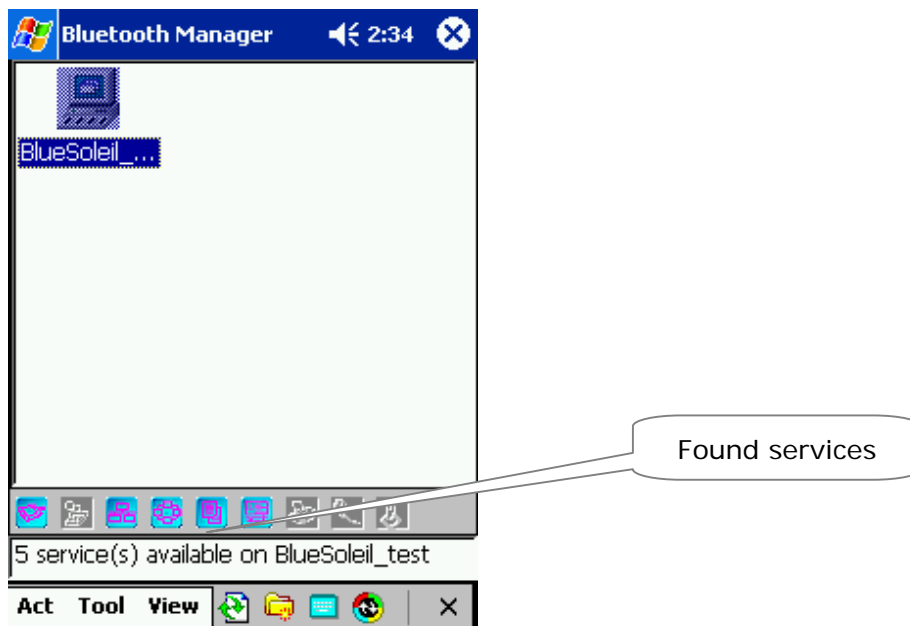 Bluetooth Manager 2:34
BlueSoleil_...
Found services
5 service(s) available on BlueSoleil_test
Act Tool View